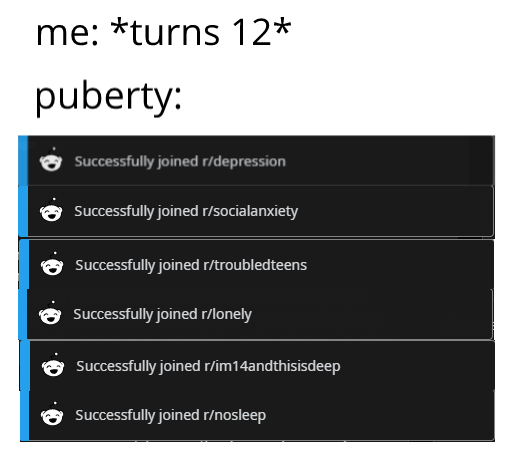 me: *turns 12*
puberty:
Successfully joined r/depression
Successfully joined r/socialanxiety
Successfully joined r/troubledteens
Successfully joined r/lonely
Successfully joined r/im14andthisisdeep
Successfully joined r/nosleep